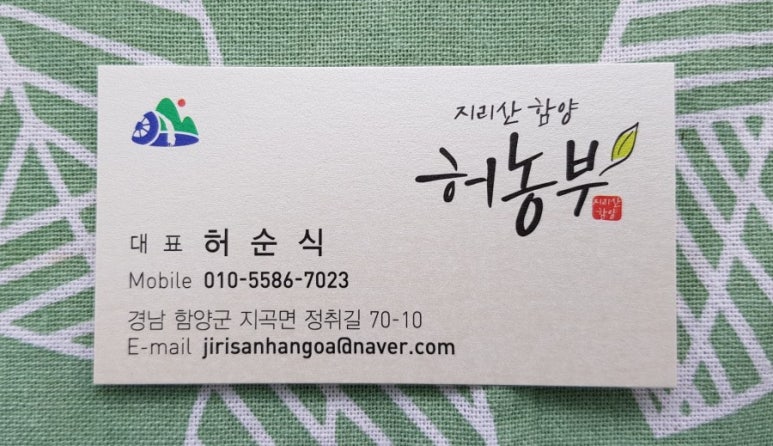 지리산 함양
허농부
지리산
함양
대표 허순식
Mobile 010-5586-7023
경남 함양군 지곡면 정취길 70-10
E-mail jirisanhangoa@naver.com